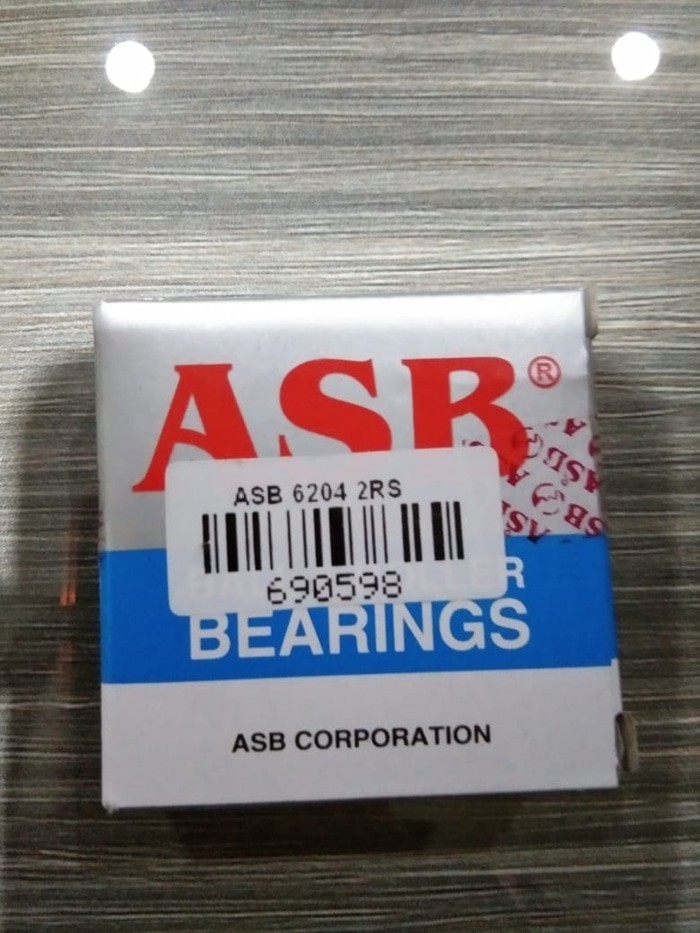 ASB®
ASB 6204 2RS
690598
BEARINGS
ASB CORPORATION